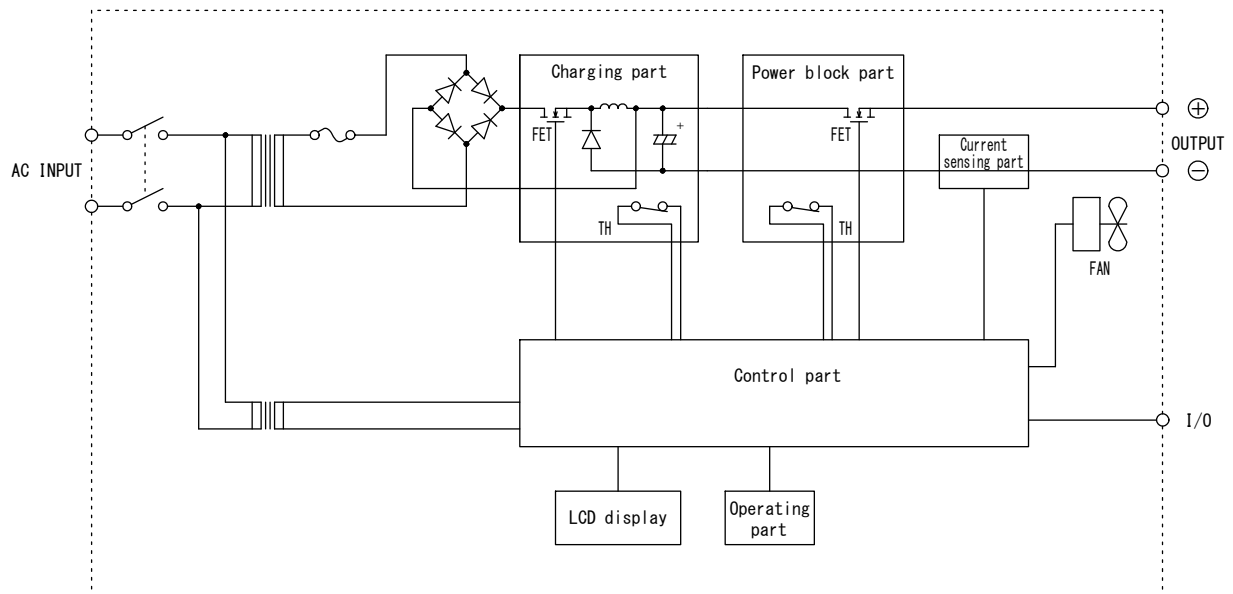 Charging part
Power block part
FET
FET
+
⊕
OUTPUT
⊖
Current
sensing part
AC INPUT
TH
TH
FAN
Control part
I/O
LCD display
Operating
part